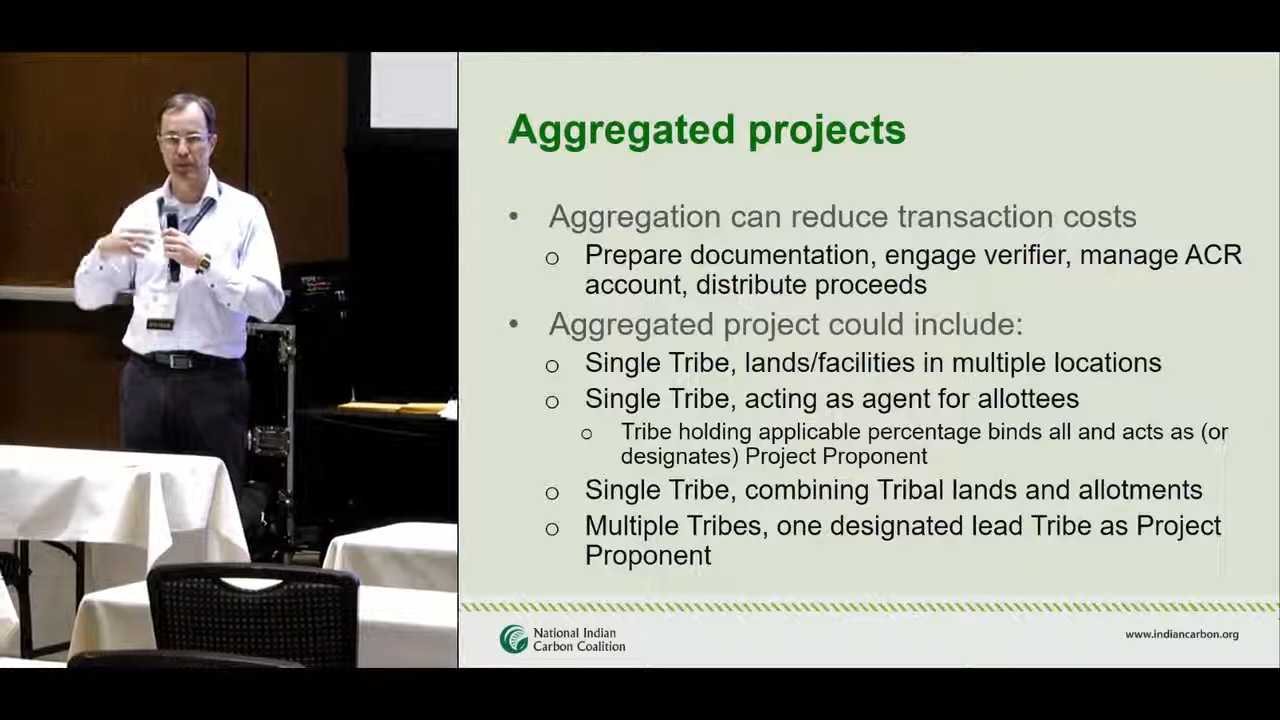 Aggregated projects
• Aggregation can reduce transaction costs
o Prepare documentation, engage verifier, manage ACR
account, distribute proceeds
• Aggregated project could include:
o Single Tribe, lands/facilities in multiple locations
o Single Tribe, acting as agent for allottees
o Tribe holding applicable percentage binds all and acts as (or
designates) Project Proponent
o Single Tribe, combining Tribal lands and allotments
o Multiple Tribes, one designated lead Tribe as Project
Proponent
National Indian
Carbon Coalition
www.indiancarbon.org